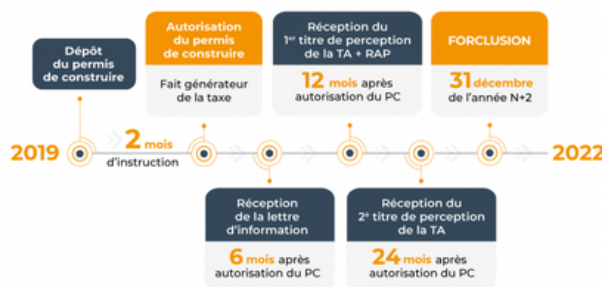 Dépôt
du permis
de construire
Autorisation
du permis
de construire
Fait générateur
de la taxe
Réception du
1er titre de perception
de la TA + RAP
12 mois après
autorisation du PC
FORCLUSION
31 décembre
de l'année N+2
2019
2 mois
d'instruction
2022
Réception
de la lettre
d'information
6 mois après
autorisation du PC
Réception du
2e titre de perception
de la TA
24 mois après
autorisation du PC